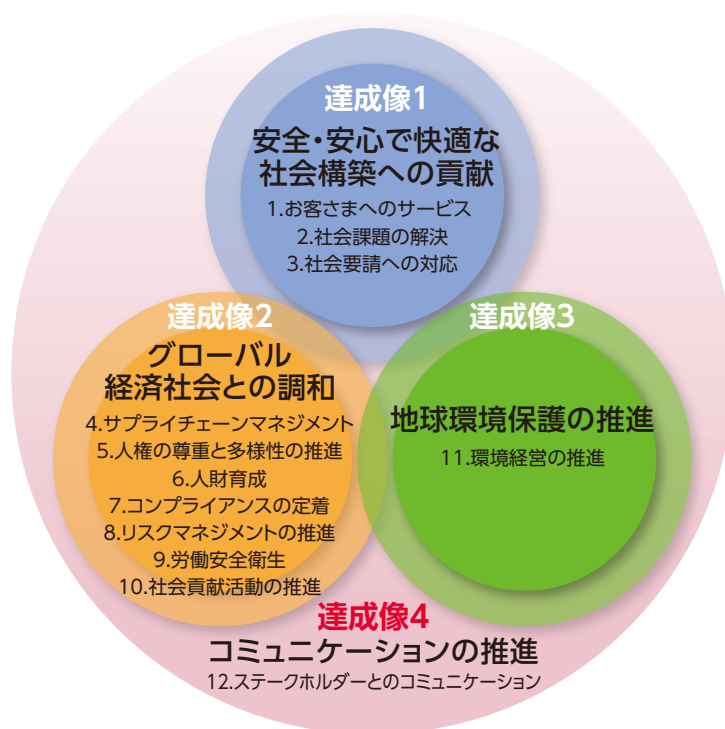 達成像1
安全・安心で快適な
社会構築への貢献
1.お客さまへのサービス
2.社会課題の解決
3.社会要請への対応
達成像2
グローバル
経済社会との調和
4.サプライチェーンマネジメント
5.人権の尊重と多様性の推進
6.人財育成
7.コンプライアンスの定着
8.リスクマネジメントの推進
9.労働安全衛生
10.社会貢献活動の推進
達成像3
地球環境保護の推進
11.環境経営の推進
達成像4
コミュニケーションの推進
12.ステークホルダーとのコミュニケーション